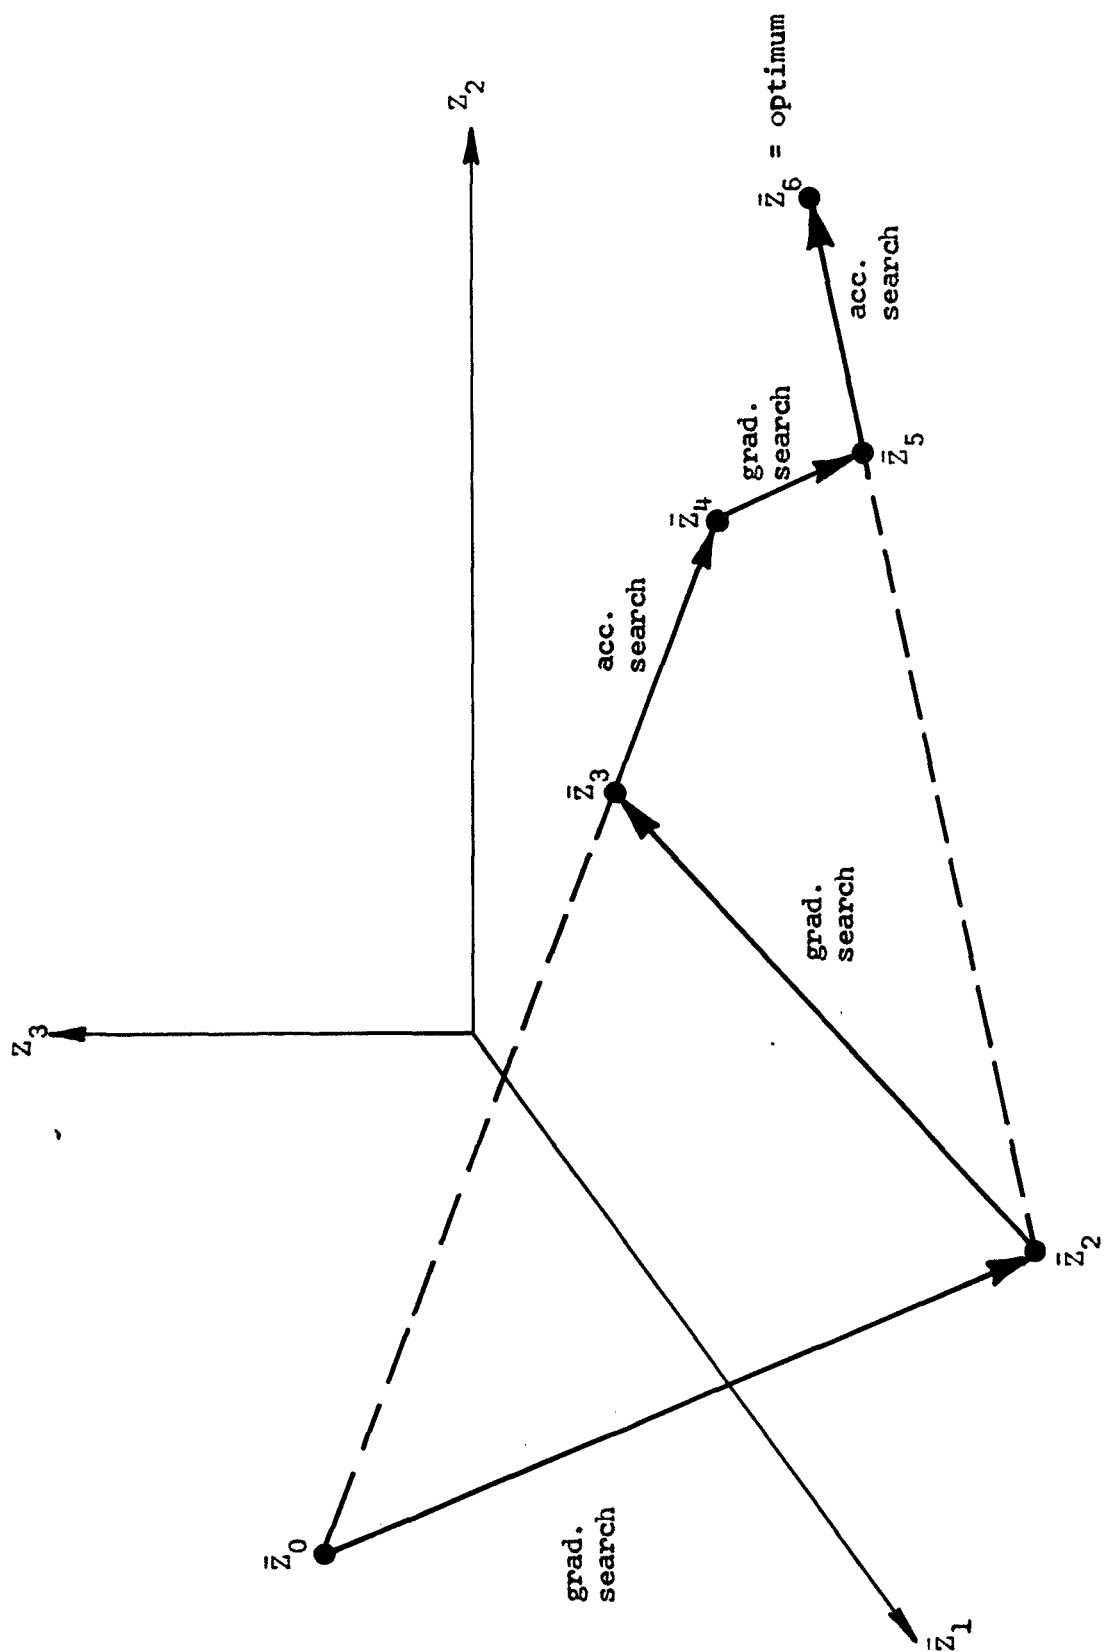 z₃
z₂
z̄₁
z̄₀
grad.
search
z̄₂
grad.
search
z̄₃
acc.
search
z̄₄
grad.
search
z̄₅
acc.
search
z̄₆ = optimum